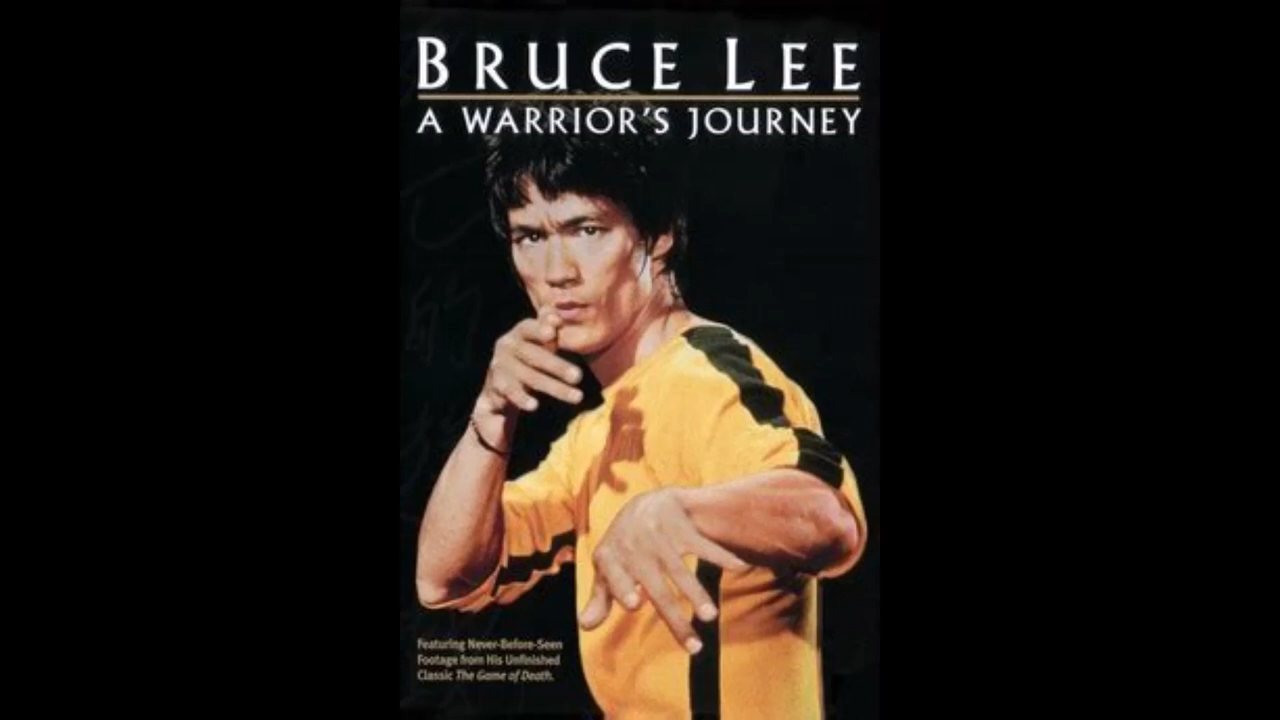 BRUCE LEE
A WARRIOR'S JOURNEY
Featuring Never-Before-Seen
Footage from His Unfinished
Classic The Game of Death.